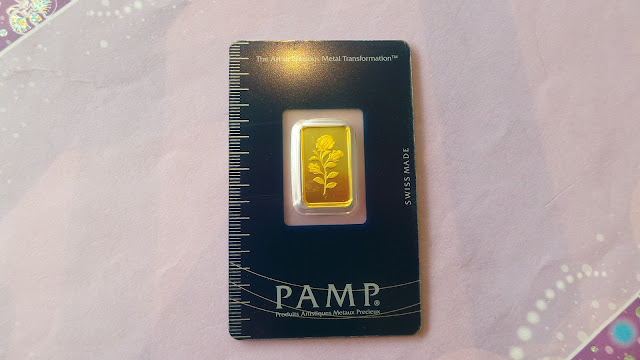 The Art of Precious Metal Transformation™
SWISS MADE
PAMP®
Produits Artistiques Métaux Précieux